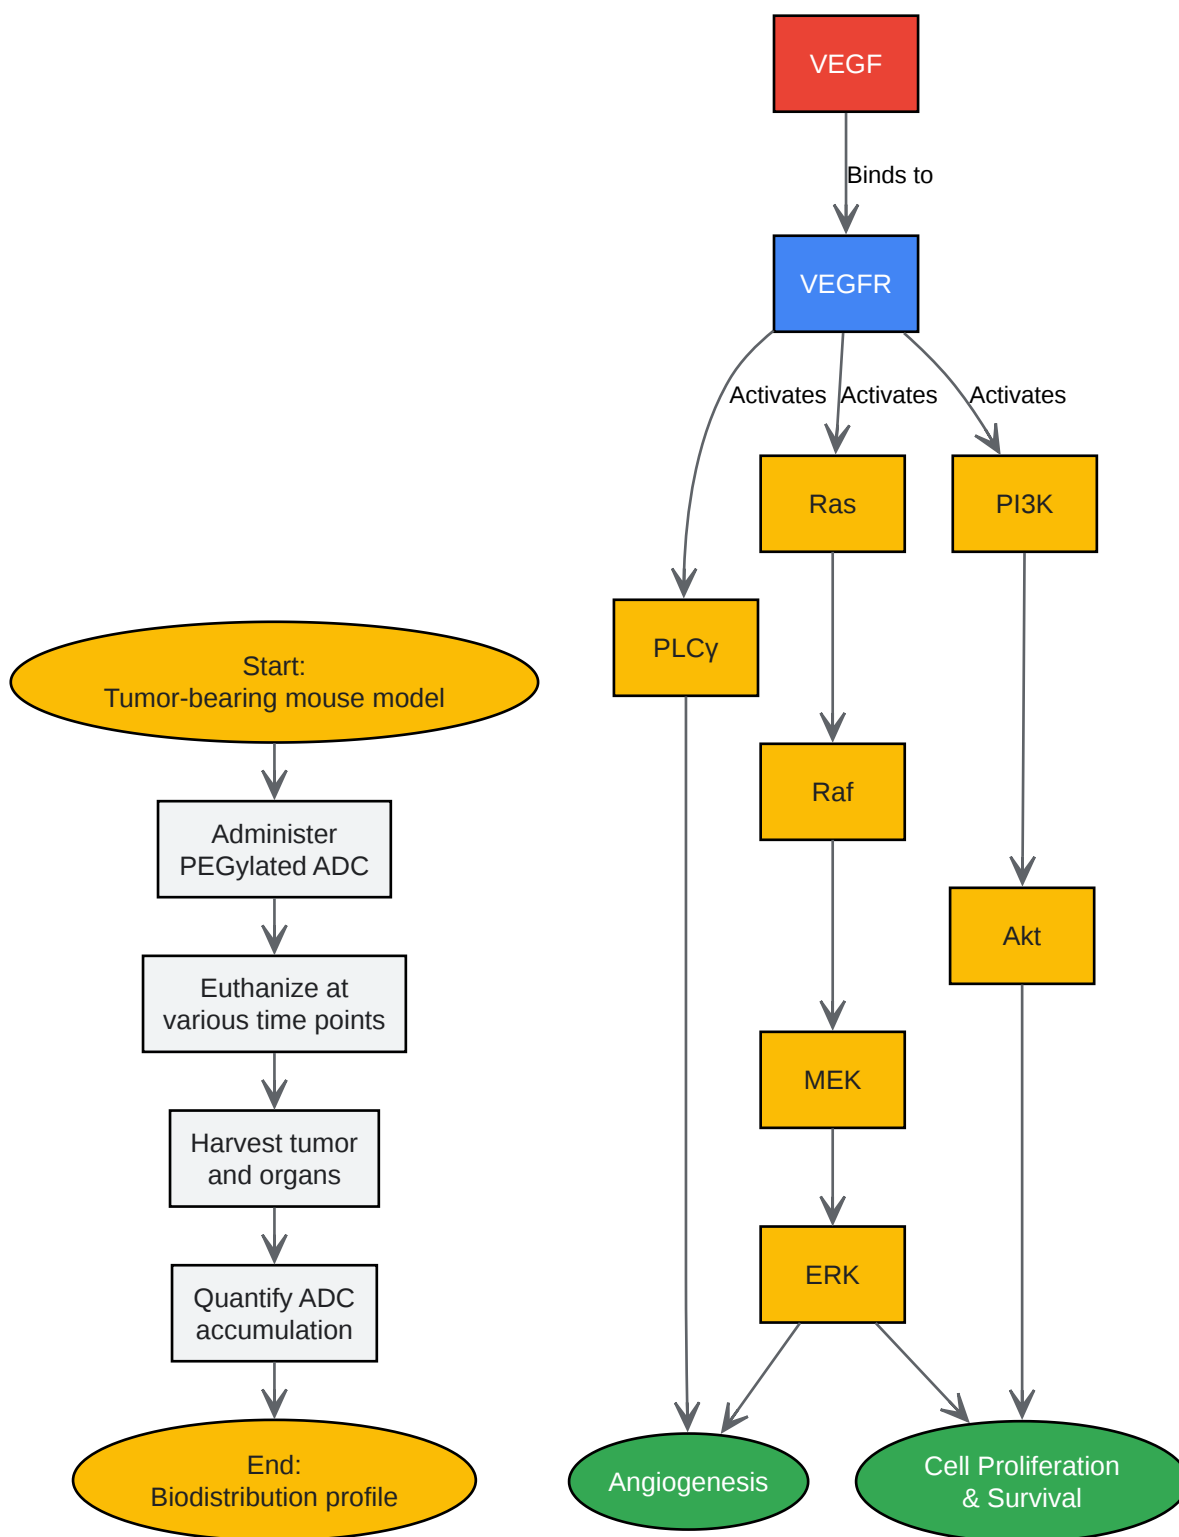 VEGF
Binds to
VEGFR
Activates
Activates
Activates
Ras
PI3K
PLCγ
Raf
Akt
MEK
ERK
Angiogenesis
Cell Proliferation
& Survival
Start:
Tumor-bearing mouse model
Administer
PEGylated ADC
Euthanize at
various time points
Harvest tumor
and organs
Quantify ADC
accumulation
End:
Biodistribution profile